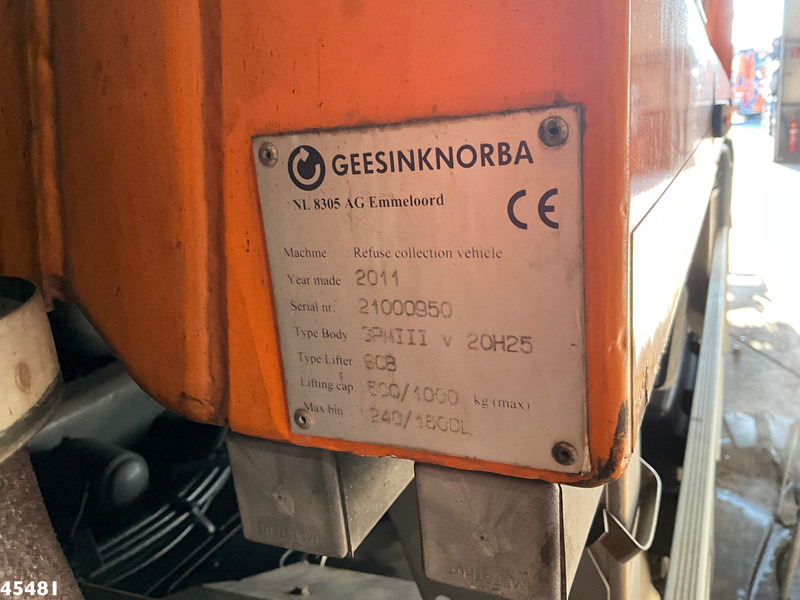 GEESINKNORBA
NL 8305 AG Emmeloord
CE
Machine : Refuse collection vehicle
Year made 2011
Serial nr. 21000950
Type Body GPMIII V 20H25
Type Lifter GCB
Lifting cap. 500/1000 kg (max)
Max bin 240/1600L
45481